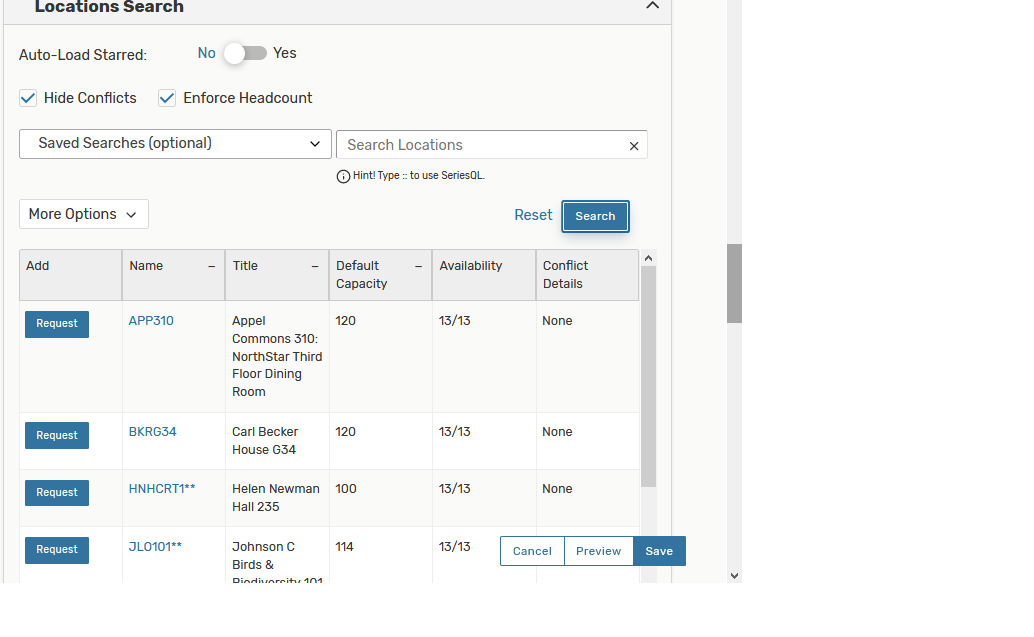 Locations Search
Auto-Load Starred: No Yes
Hide Conflicts Enforce Headcount
Saved Searches (optional) Search Locations
Hint! Type :: to use SeriesQL.
More Options Reset Search
Add Name – Title – Default Capacity – Availability Conflict Details
Request APP310 Appel Commons 310: NorthStar Third Floor Dining Room 120 13/13 None
Request BKRG34 Carl Becker House G34 120 13/13 None
Request HNHCRT1** Helen Newman Hall 235 100 13/13 None
Request JLO101** Johnson C Birds & Biodiversity 101 114 13/13
Cancel Preview Save